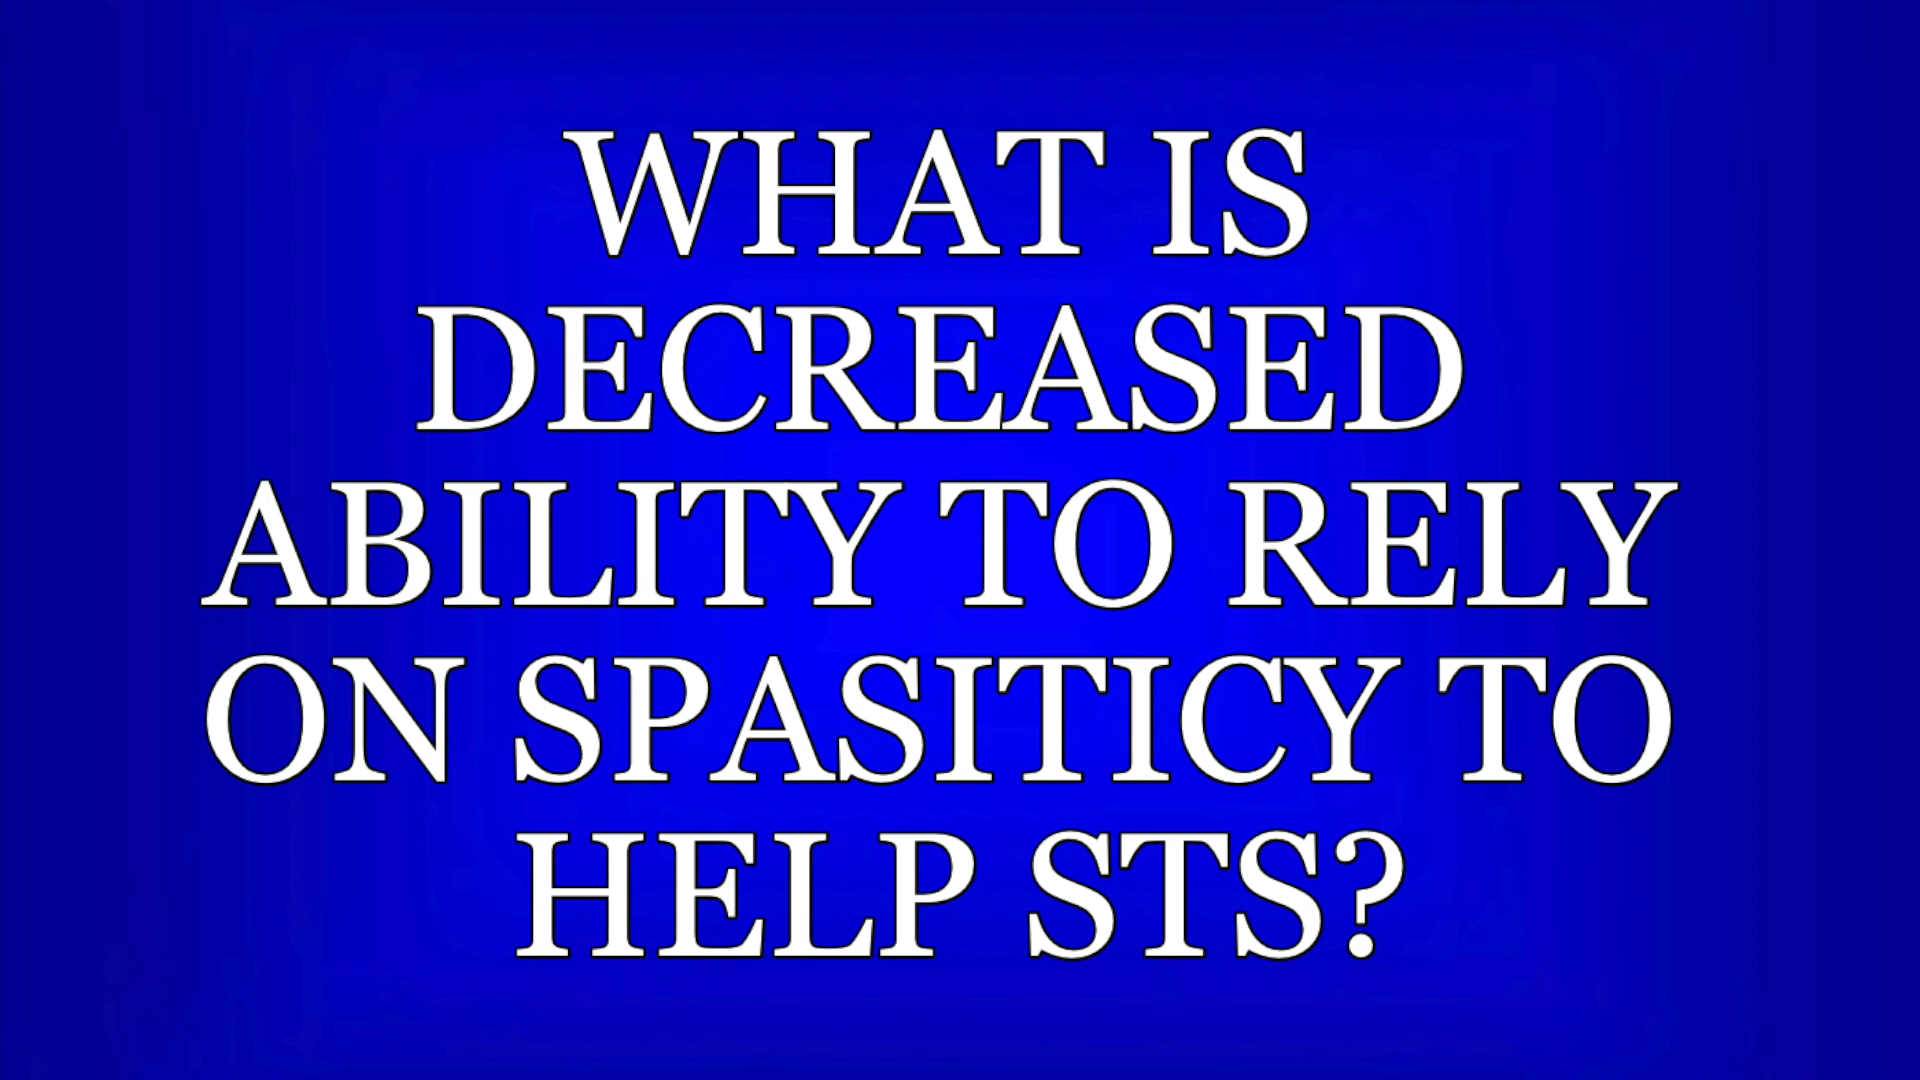 WHAT IS
DECREASED
ABILITY TO RELY
ON SPASITICY TO
HELP STS?